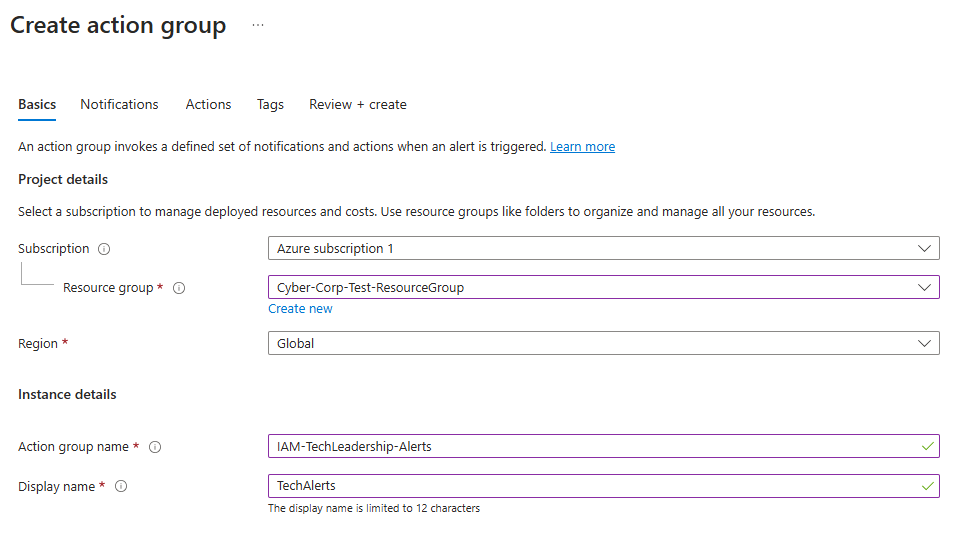 Create action group ...
Basics Notifications Actions Tags Review + create
An action group invokes a defined set of notifications and actions when an alert is triggered. Learn more
Project details
Select a subscription to manage deployed resources and costs. Use resource groups like folders to organize and manage all your resources.
Subscription Azure subscription 1
Resource group * Cyber-Corp-Test-ResourceGroup
Create new
Region * Global
Instance details
Action group name * IAM-TechLeadership-Alerts
Display name * TechAlerts
The display name is limited to 12 characters